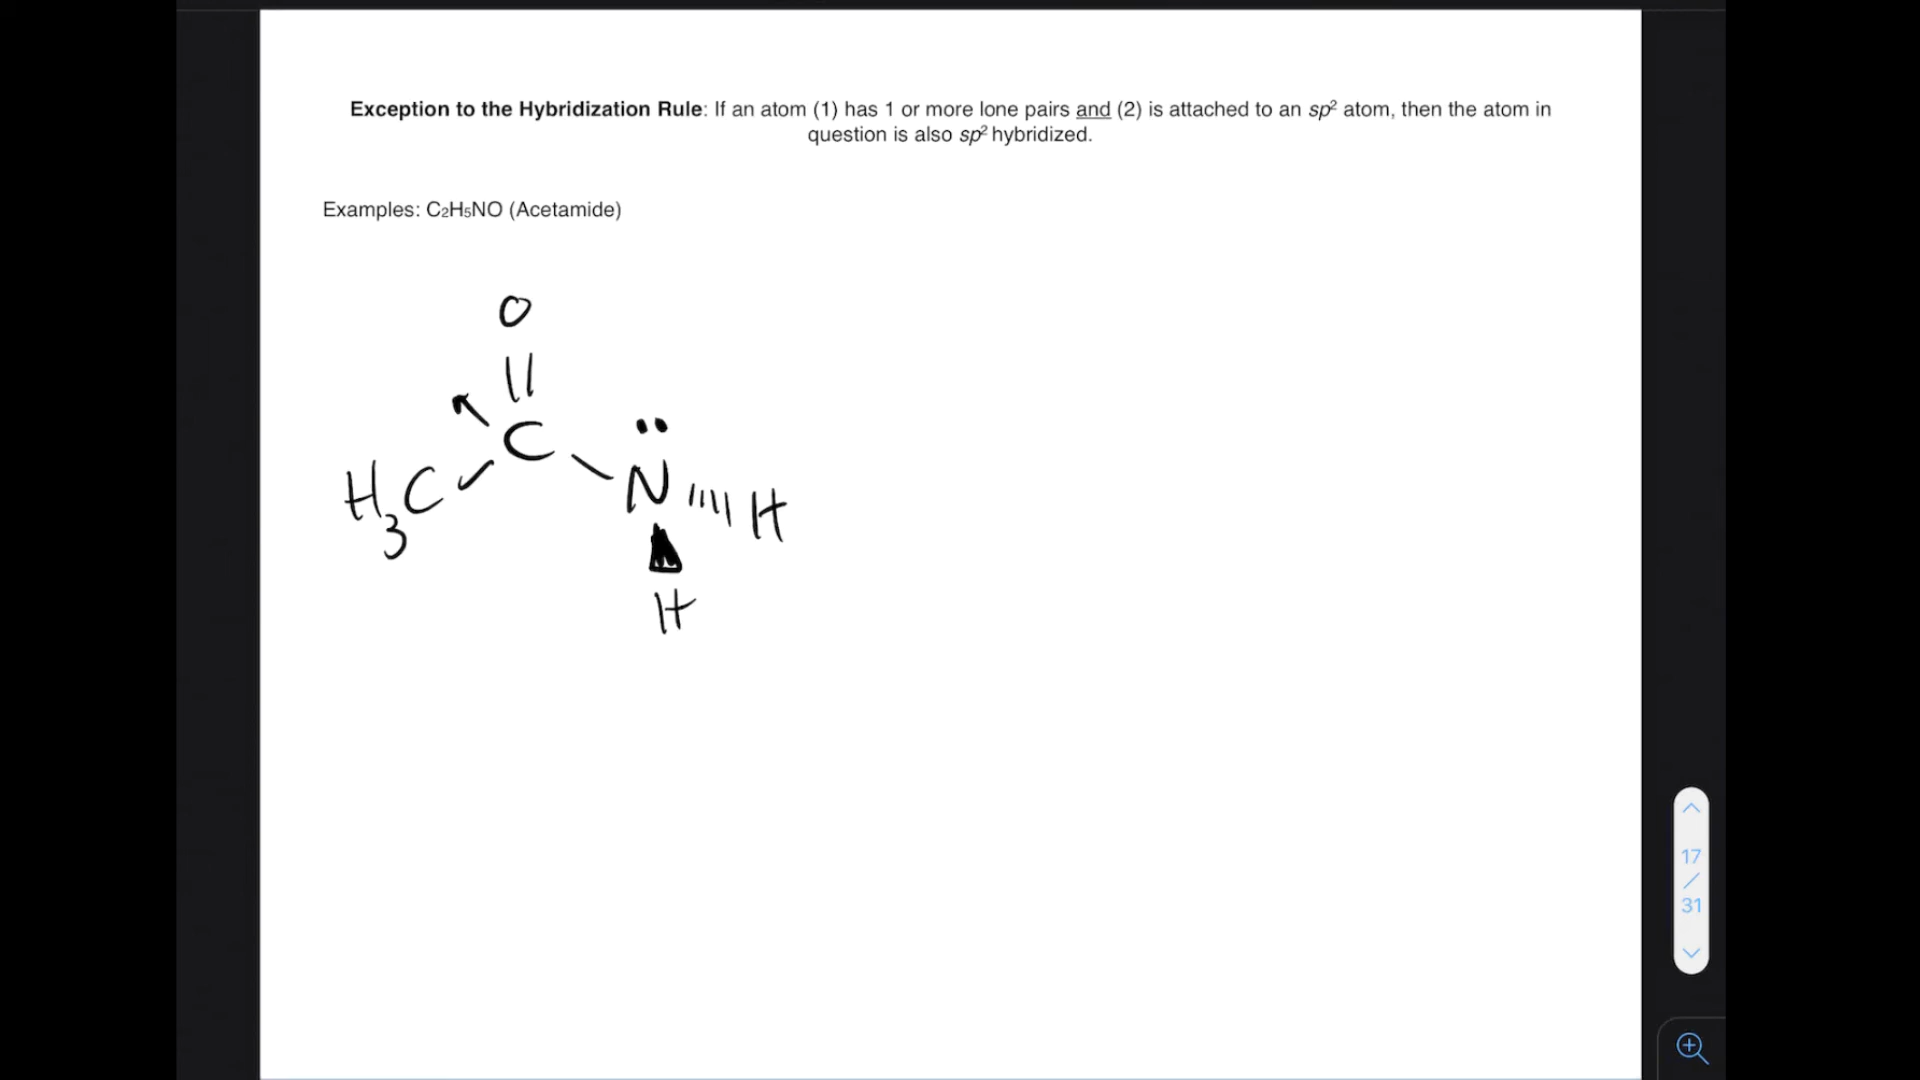 Exception to the Hybridization Rule: If an atom (1) has 1 or more lone pairs and (2) is attached to an sp² atom, then the atom in
question is also sp² hybridized.
Examples: C₂H₅NO (Acetamide)
O
C
H₃C
N
H
H
17
/
31